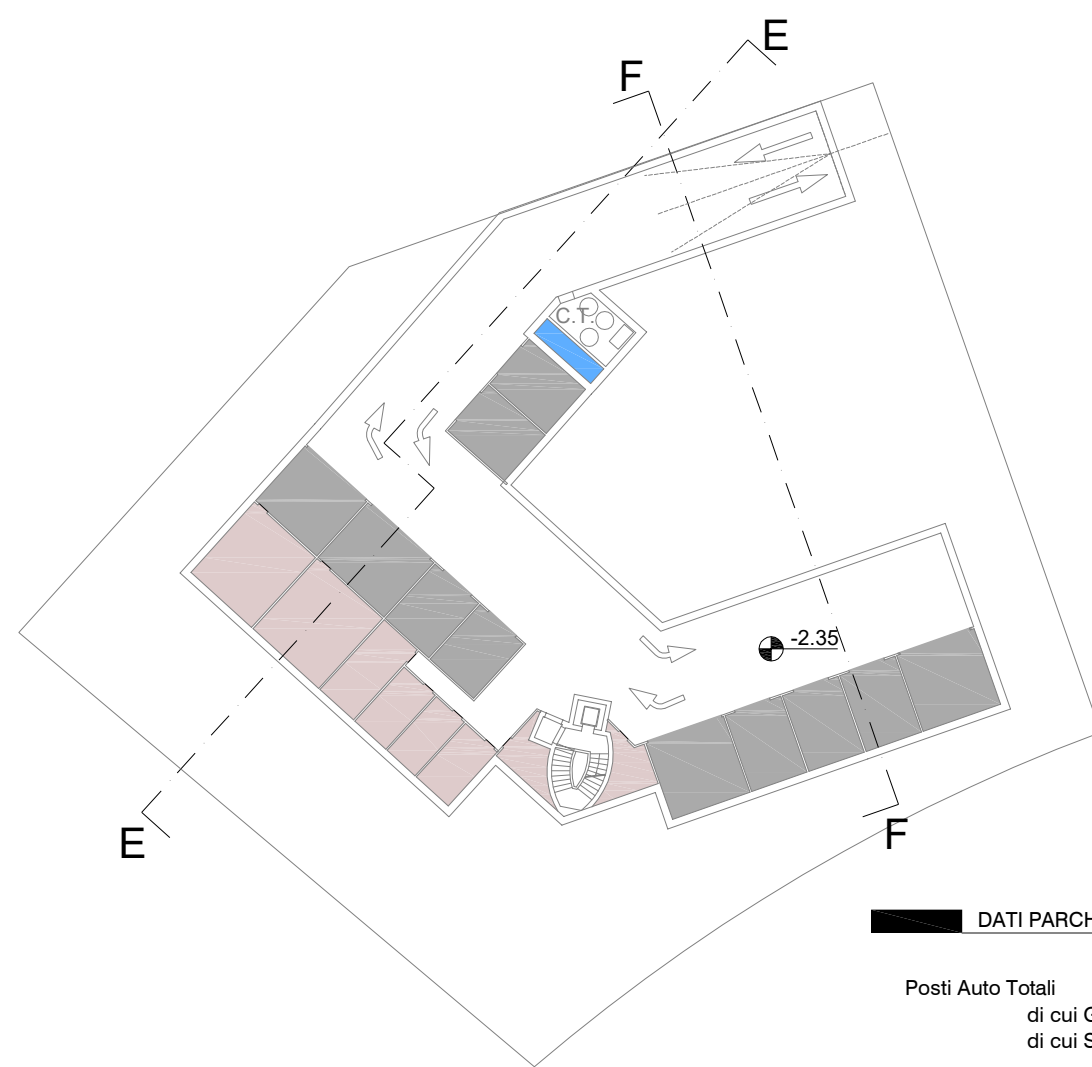 E
F
C.T.
-2.35
E
F
DATI PARCH
Posti Auto Totali
di cui G
di cui S